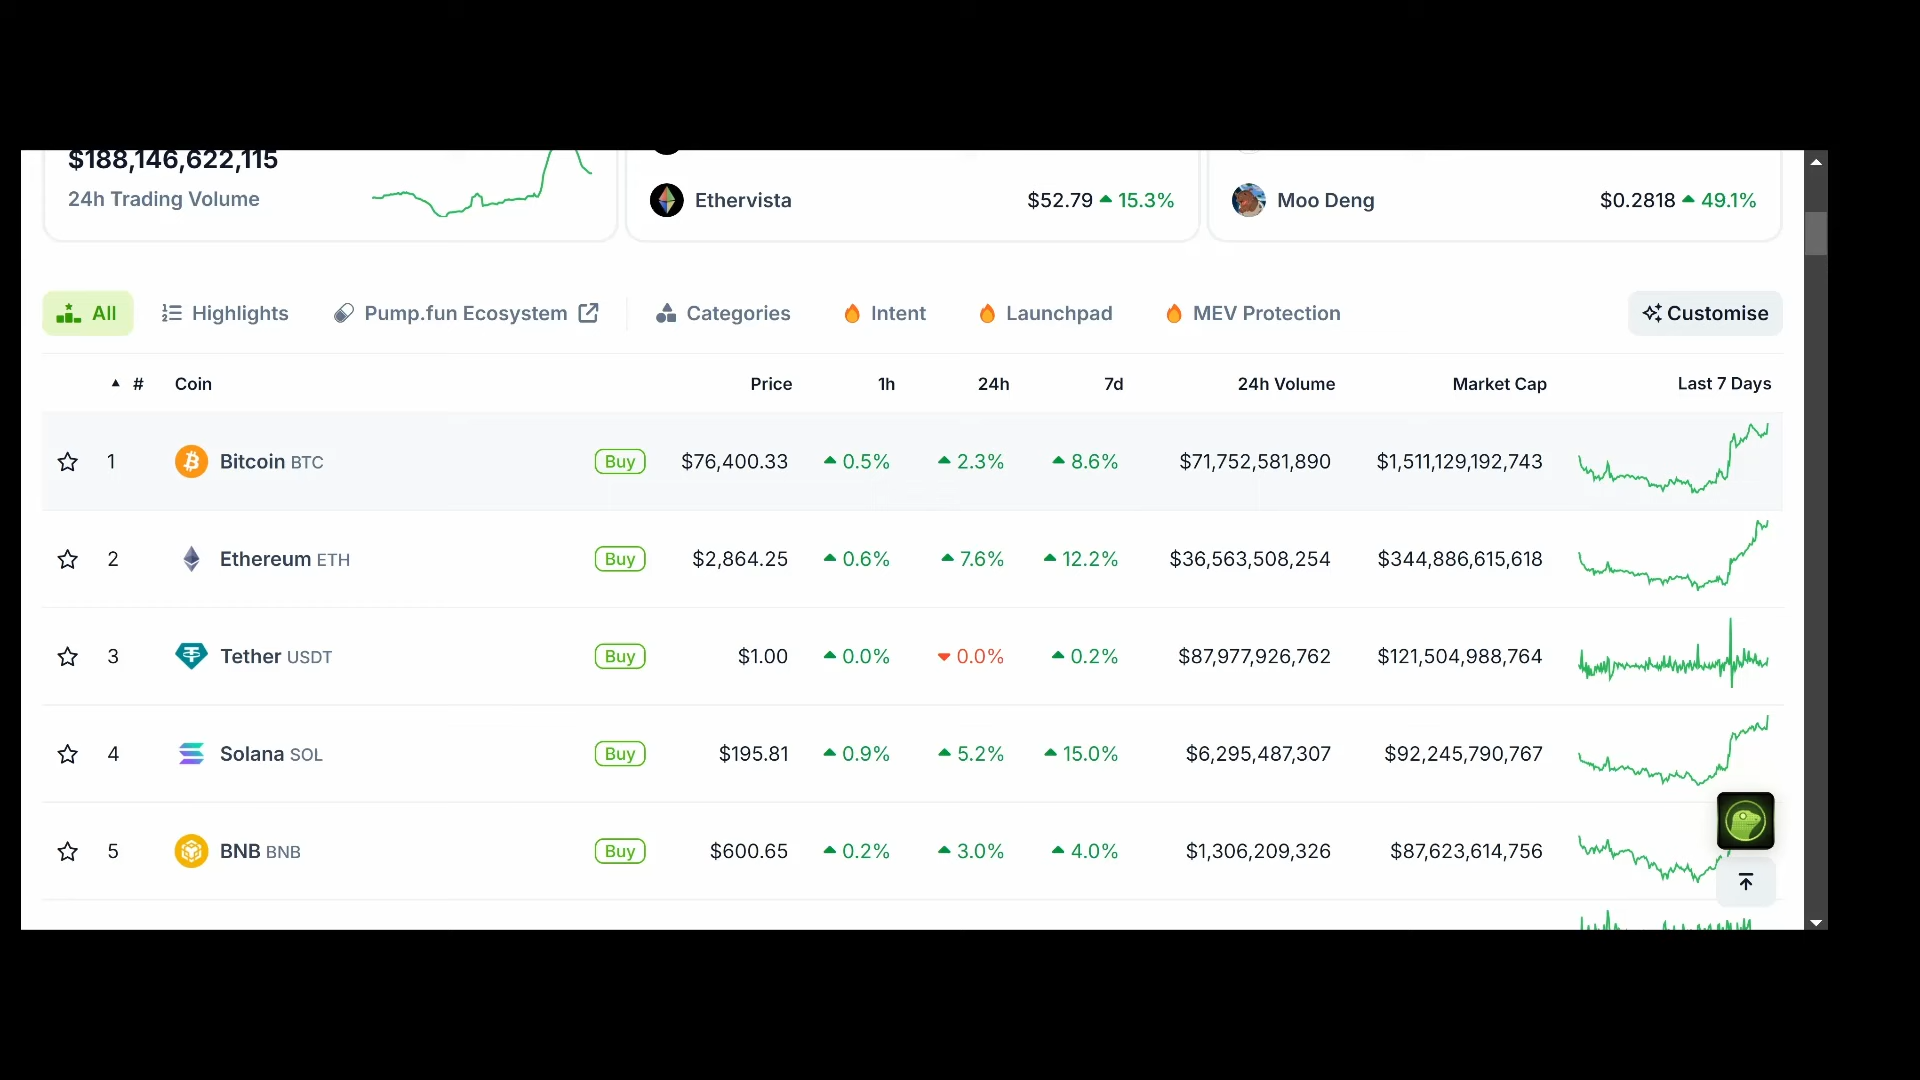 $188,146,622,115
24h Trading Volume
Ethervista $52.79 15.3%
Moo Deng $0.2818 49.1%
All Highlights Pump.fun Ecosystem Categories Intent Launchpad MEV Protection Customise
# Coin Price 1h 24h 7d 24h Volume Market Cap Last 7 Days
1 Bitcoin BTC Buy $76,400.33 0.5% 2.3% 8.6% $71,752,581,890 $1,511,129,192,743
2 Ethereum ETH Buy $2,864.25 0.6% 7.6% 12.2% $36,563,508,254 $344,886,615,618
3 Tether USDT Buy $1.00 0.0% 0.0% 0.2% $87,977,926,762 $121,504,988,764
4 Solana SOL Buy $195.81 0.9% 5.2% 15.0% $6,295,487,307 $92,245,790,767
5 BNB BNB Buy $600.65 0.2% 3.0% 4.0% $1,306,209,326 $87,623,614,756